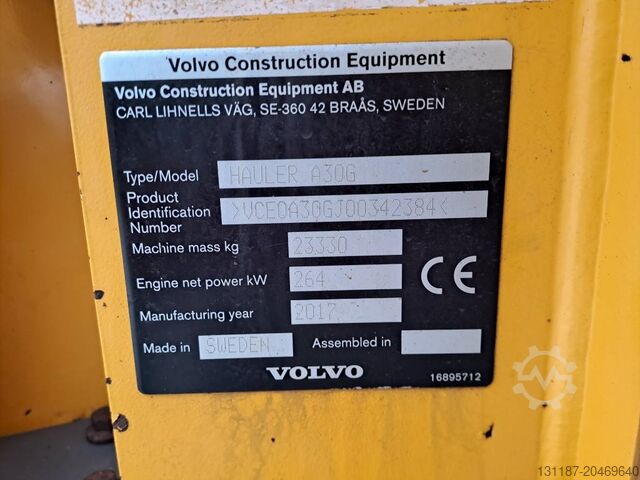 Volvo Construction Equipment
Volvo Construction Equipment AB
CARL LIHNELLS VÄG, SE-360 42 BRAÅS, SWEDEN
Type/Model HAULER A30G
Product Identification Number >VCE0A30GJ00342384<
Machine mass kg 23330
Engine net power kW 264
Manufacturing year 2017
CE
Made in SWEDEN Assembled in
VOLVO 16895712
131187-20469640